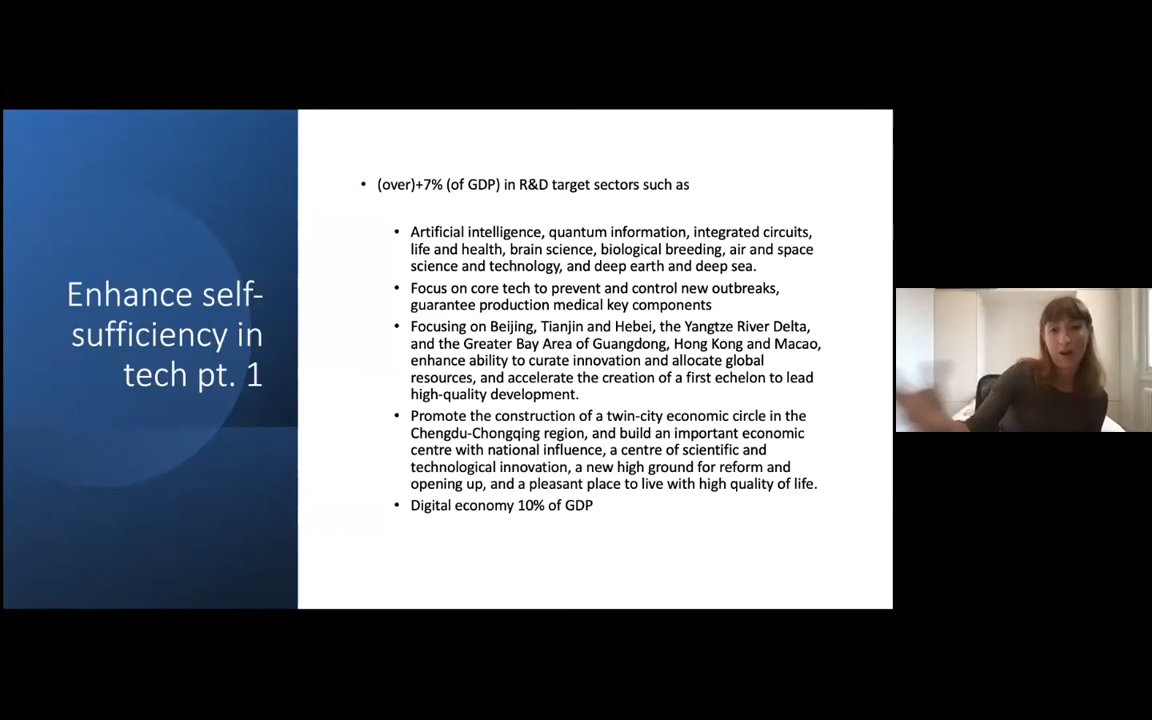 Enhance self-
sufficiency in
tech pt. 1
• (over)+7% (of GDP) in R&D target sectors such as
• Artificial intelligence, quantum information, integrated circuits,
life and health, brain science, biological breeding, air and space
science and technology, and deep earth and deep sea.
• Focus on core tech to prevent and control new outbreaks,
guarantee production medical key components
• Focusing on Beijing, Tianjin and Hebei, the Yangtze River Delta,
and the Greater Bay Area of Guangdong, Hong Kong and Macao,
enhance ability to curate innovation and allocate global
resources, and accelerate the creation of a first echelon to lead
high-quality development.
• Promote the construction of a twin-city economic circle in the
Chengdu-Chongqing region, and build an important economic
centre with national influence, a centre of scientific and
technological innovation, a new high ground for reform and
opening up, and a pleasant place to live with high quality of life.
• Digital economy 10% of GDP